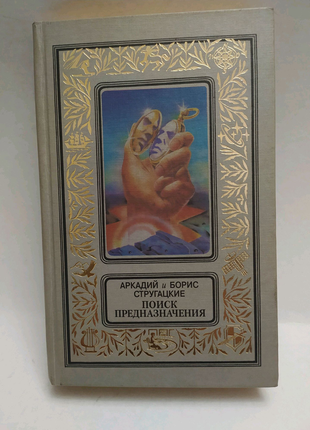 АРКАДИЙ и БОРИС
СТРУГАЦКИЕ
ПОИСК
ПРЕДНАЗНАЧЕНИЯ